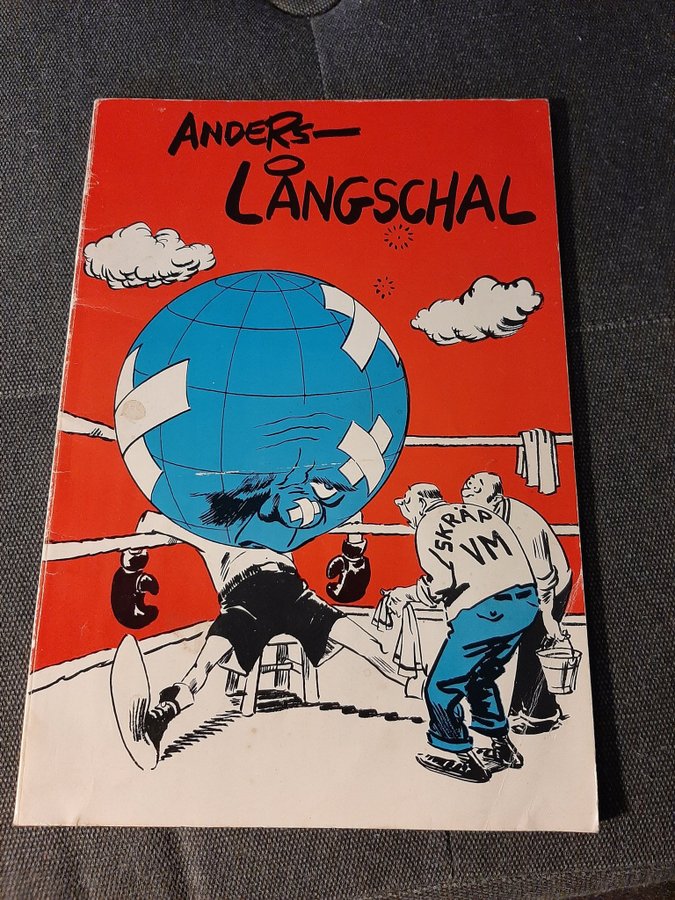 ANDERS—
LÅNGSCHAL
SKRÄP
VM